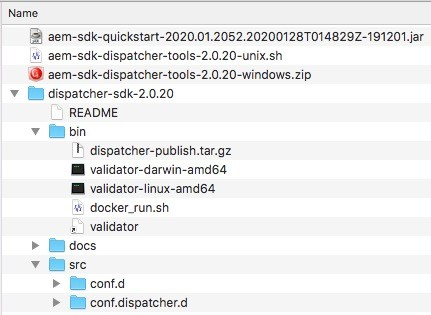 Name
aem-sdk-quickstart-2020.01.2052.20200128T014829Z-191201.jar
aem-sdk-dispatcher-tools-2.0.20-unix.sh
aem-sdk-dispatcher-tools-2.0.20-windows.zip
dispatcher-sdk-2.0.20
README
bin
dispatcher-publish.tar.gz
validator-darwin-amd64
validator-linux-amd64
docker_run.sh
validator
docs
src
conf.d
conf.dispatcher.d